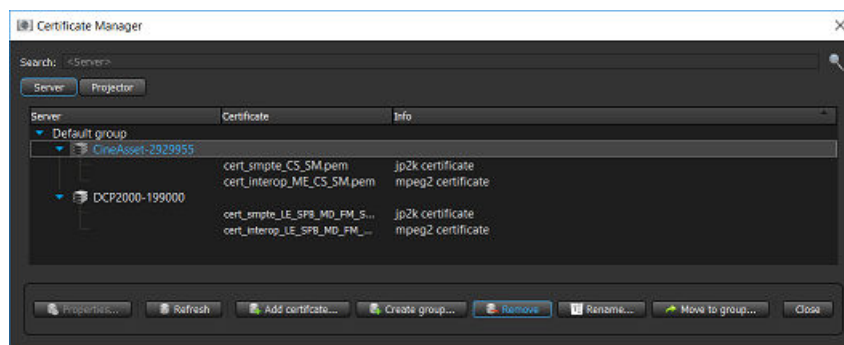 Certificate Manager
Search: <Server>
Server Projector
Server Certificate Info
Default group
CineAsset-2929955
cert_smpte_CS_SM.pem jp2k certificate
cert_interop_ME_CS_SM.pem mpeg2 certificate
DCP2000-199000
cert_smpte_LE_SPB_MD_FM_S... jp2k certificate
cert_interop_LE_SPB_MD_FM_... mpeg2 certificate
Properties... Refresh Add certifcate... Create group... Remove Rename... Move to group... Close